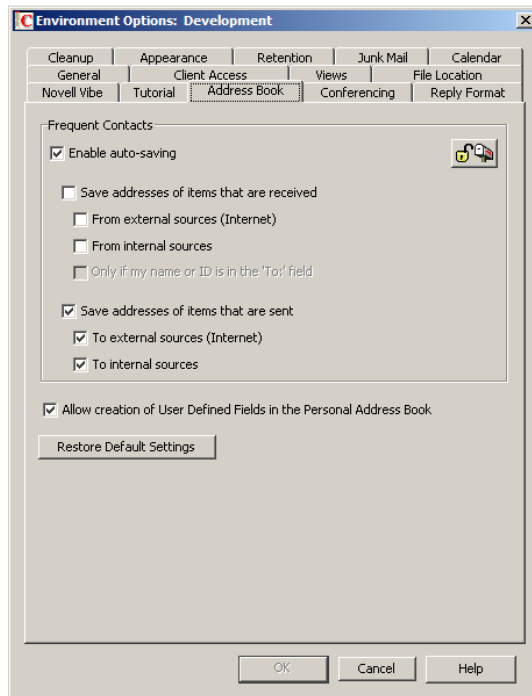 Environment Options: Development
Cleanup Appearance Retention Junk Mail Calendar
General Client Access Views File Location
Novell Vibe Tutorial Address Book Conferencing Reply Format
Frequent Contacts
Enable auto-saving
Save addresses of items that are received
From external sources (Internet)
From internal sources
Only if my name or ID is in the 'To:' field
Save addresses of items that are sent
To external sources (Internet)
To internal sources
Allow creation of User Defined Fields in the Personal Address Book
Restore Default Settings
OK Cancel Help